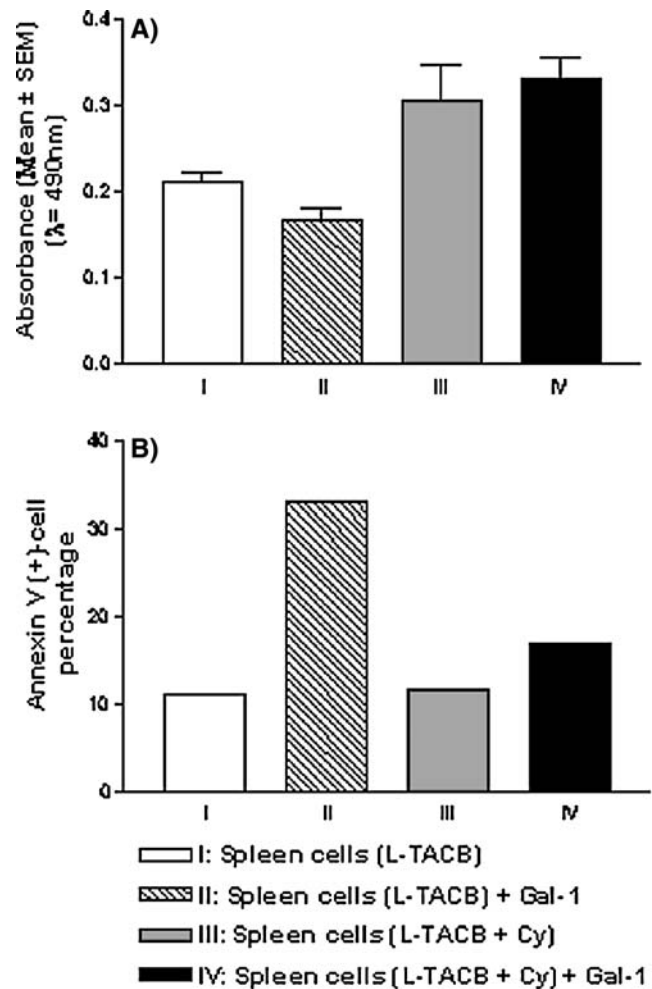 A)
Absorbance (Mean ± SEM)
(λ= 490nm)
0.4
0.3
0.2
0.1
0.0
I
II
III
IV
B)
Annexin V (+)-cell
percentage
40
30
20
10
0
I
II
III
IV
I: Spleen cells (L-TACB)
II: Spleen cells (L-TACB) + Gal-1
III: Spleen cells (L-TACB + Cy)
IV: Spleen cells (L-TACB + Cy) + Gal-1